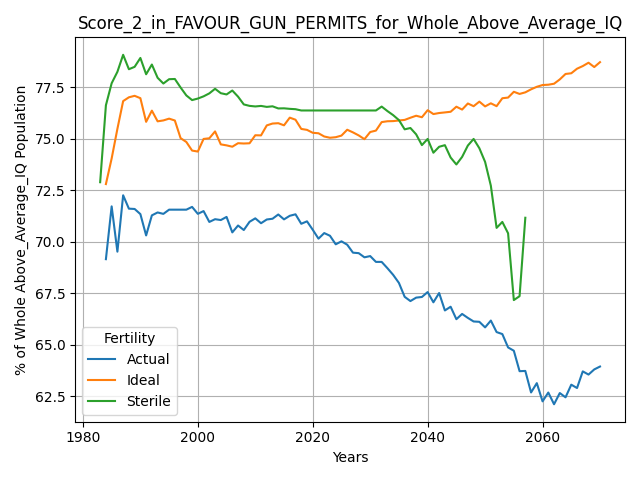 Score_2_in_FAVOUR_GUN_PERMITS_for_Whole_Above_Average_IQ
% of Whole Above_Average_IQ Population
77.5
75.0
72.5
70.0
67.5
65.0
62.5
Fertility
Actual
Ideal
Sterile
1980
2000
2020
2040
2060
Years